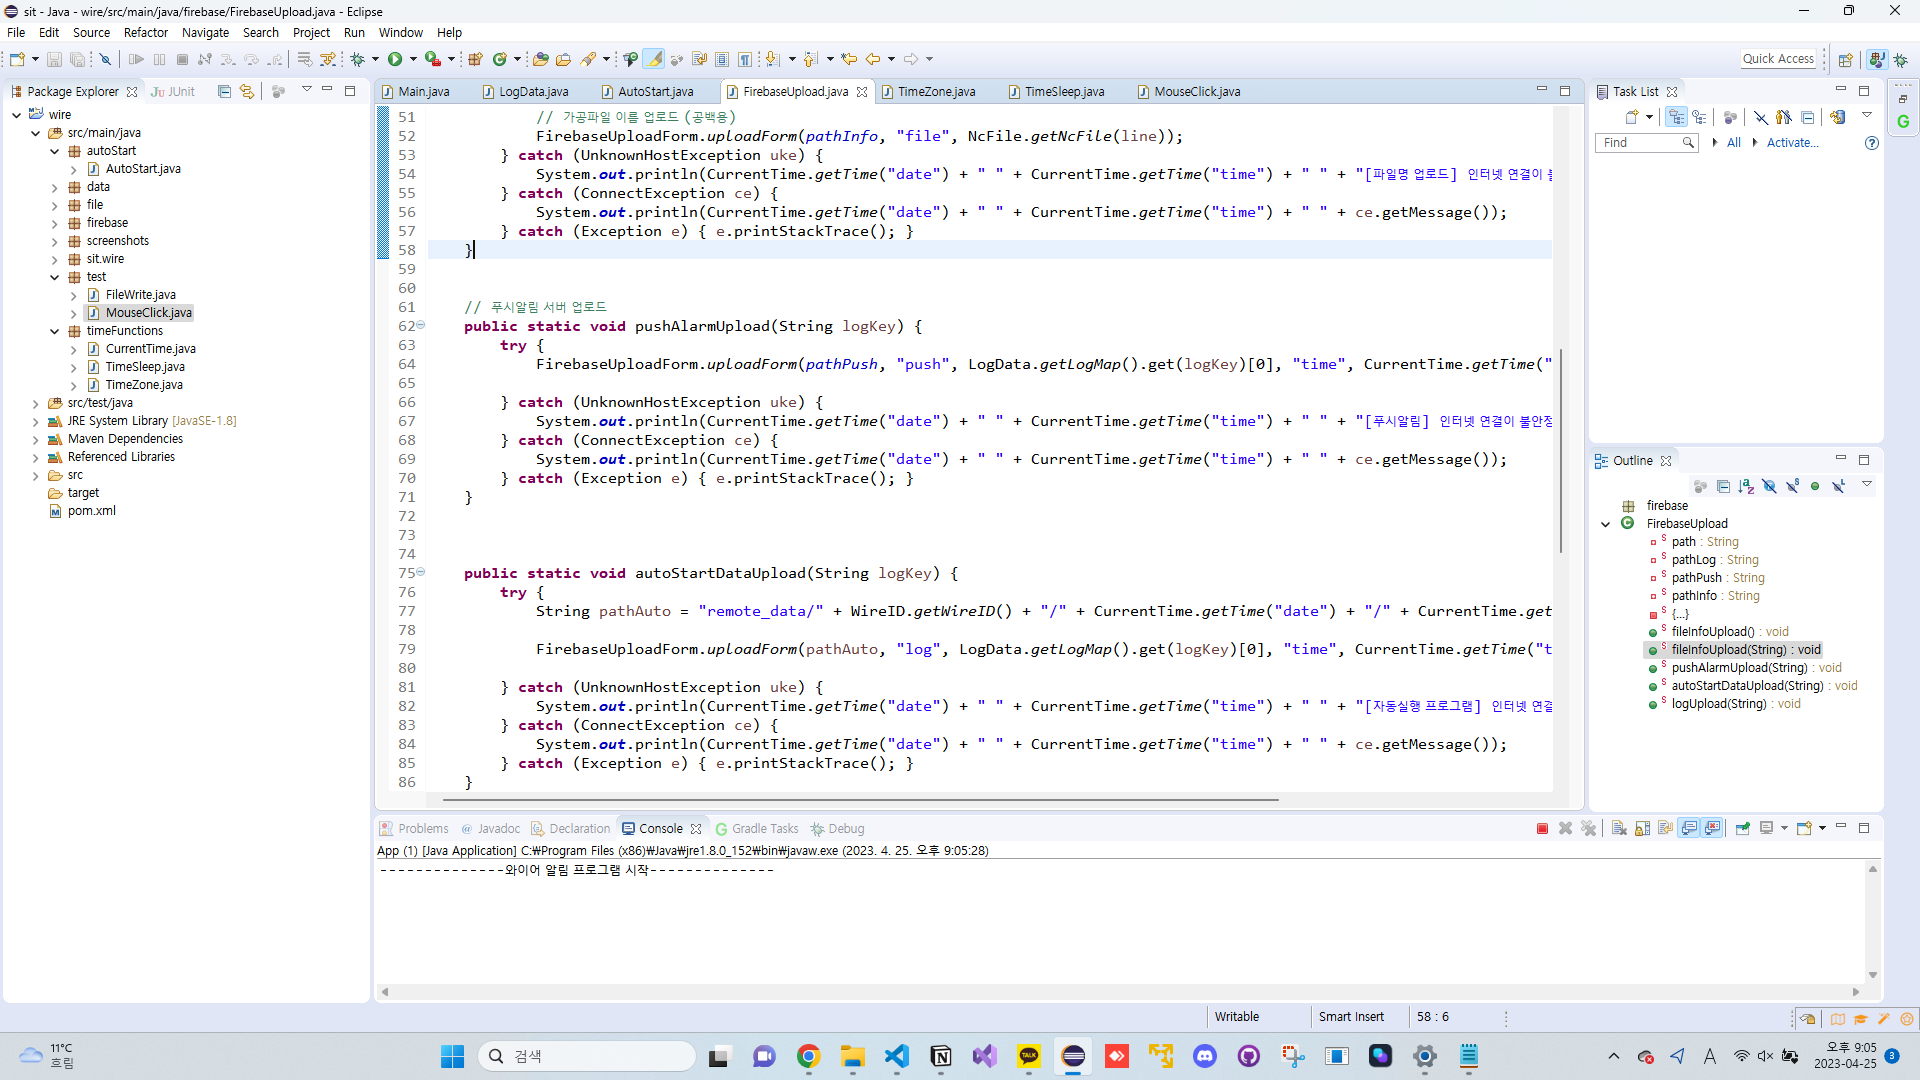 sit - Java - wire/src/main/java/firebase/FirebaseUpload.java - Eclipse
File Edit Source Refactor Navigate Search Project Run Window Help
Quick Access
Package Explorer JUnit
wire
src/main/java
autoStart
AutoStart.java
data
file
firebase
screenshots
sit.wire
test
FileWrite.java
MouseClick.java
timeFunctions
CurrentTime.java
TimeSleep.java
TimeZone.java
src/test/java
JRE System Library [JavaSE-1.8]
Maven Dependencies
Referenced Libraries
src
target
pom.xml
Main.java LogData.java AutoStart.java FirebaseUpload.java TimeZone.java TimeSleep.java MouseClick.java
51 // 가공파일 이름 업로드 (공백용)
52 FirebaseUploadForm.uploadForm(pathInfo, "file", NcFile.getNcFile(line));
53 } catch (UnknownHostException uke) {
54 System.out.println(CurrentTime.getTime("date") + " " + CurrentTime.getTime("time") + " " + "[파일명 업로드] 인터넷 연결이
55 } catch (ConnectException ce) {
56 System.out.println(CurrentTime.getTime("date") + " " + CurrentTime.getTime("time") + " " + ce.getMessage());
57 } catch (Exception e) { e.printStackTrace(); }
58 }
59
60
61 // 푸시알림 서버 업로드
62 public static void pushAlarmUpload(String logKey) {
63 try {
64 FirebaseUploadForm.uploadForm(pathPush, "push", LogData.getLogMap().get(logKey)[0], "time", CurrentTime.getTime("
65
66 } catch (UnknownHostException uke) {
67 System.out.println(CurrentTime.getTime("date") + " " + CurrentTime.getTime("time") + " " + "[푸시알림] 인터넷 연결이 불안정
68 } catch (ConnectException ce) {
69 System.out.println(CurrentTime.getTime("date") + " " + CurrentTime.getTime("time") + " " + ce.getMessage());
70 } catch (Exception e) { e.printStackTrace(); }
71 }
72
73
74
75 public static void autoStartDataUpload(String logKey) {
76 try {
77 String pathAuto = "remote_data/" + WireID.getWireID() + "/" + CurrentTime.getTime("date") + "/" + CurrentTime.get
78
79 FirebaseUploadForm.uploadForm(pathAuto, "log", LogData.getLogMap().get(logKey)[0], "time", CurrentTime.getTime("t
80
81 } catch (UnknownHostException uke) {
82 System.out.println(CurrentTime.getTime("date") + " " + CurrentTime.getTime("time") + " " + "[자동실행 프로그램] 인터넷 연결
83 } catch (ConnectException ce) {
84 System.out.println(CurrentTime.getTime("date") + " " + CurrentTime.getTime("time") + " " + ce.getMessage());
85 } catch (Exception e) { e.printStackTrace(); }
86 }
Task List
Find All Activate...
Outline
firebase
FirebaseUpload
path : String
pathLog : String
pathPush : String
pathInfo : String
{...}
fileInfoUpload() : void
fileInfoUpload(String) : void
pushAlarmUpload(String) : void
autoStartDataUpload(String) : void
logUpload(String) : void
Problems Javadoc Declaration Console Gradle Tasks Debug
App (1) [Java Application] C:₩Program Files (x86)₩Java₩jre1.8.0_152₩bin₩javaw.exe (2023. 4. 25. 오후 9:05:28)
--------------와이어 알림 프로그램 시작--------------
Writable Smart Insert 58 : 6
11°C
흐림
검색
TALK
A
오후 9:05
2023-04-25
3